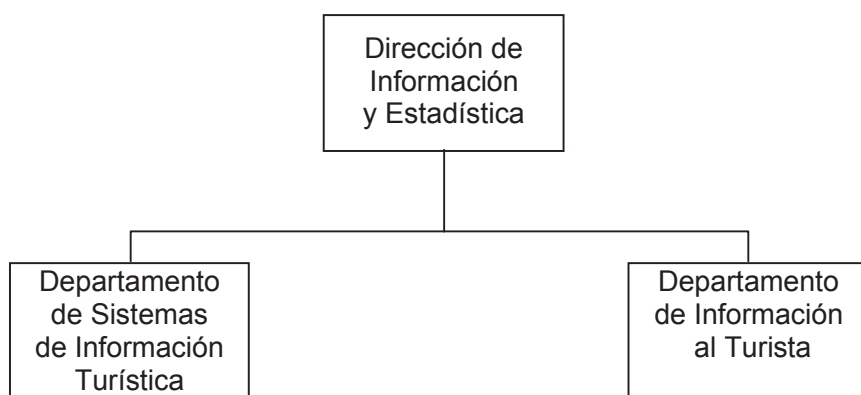 Dirección de
Información
y Estadística
Departamento
de Sistemas
de Información
Turística
Departamento
de Información
al Turista